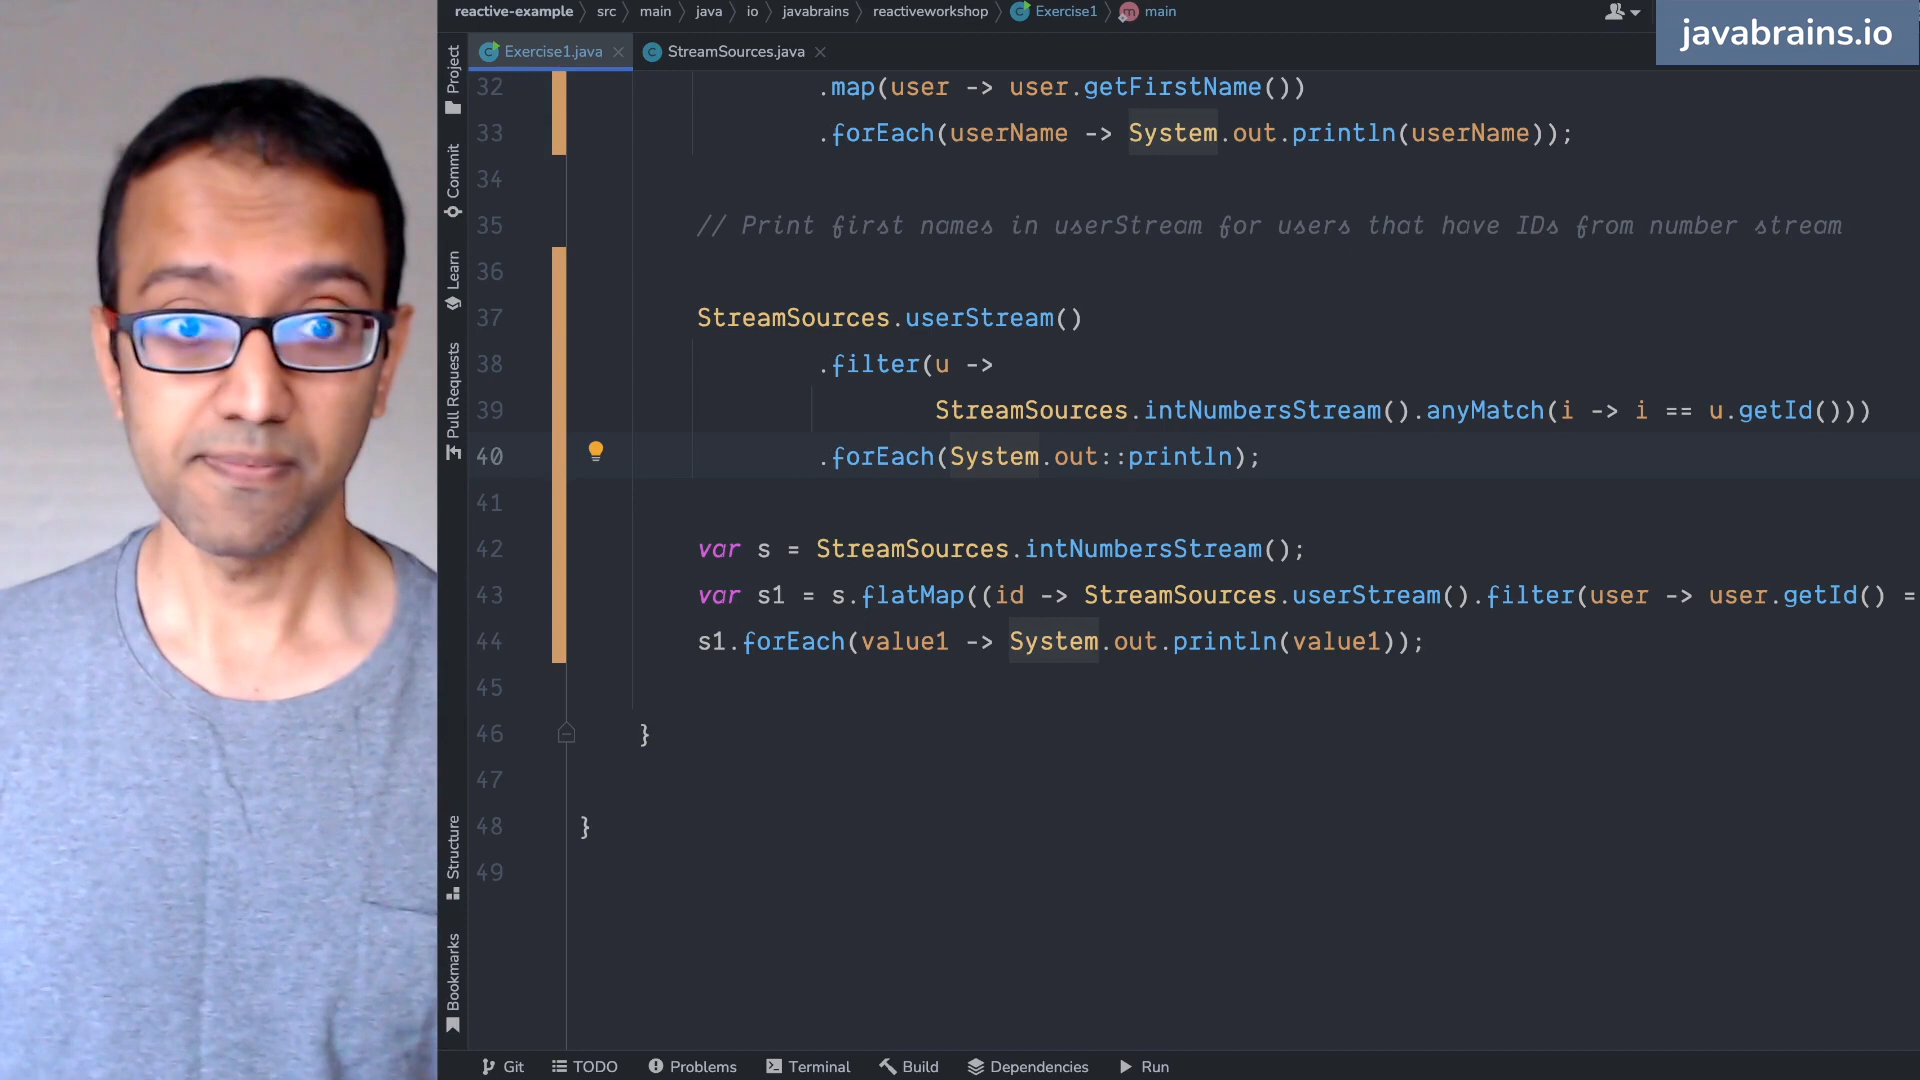 reactive-example src main java io javabrains reactiveworkshop Exercise1 main
javabrains.io
Exercise1.java StreamSources.java
Project
Commit
Learn
Pull Requests
Structure
Bookmarks
32 .map(user -> user.getFirstName())
33 .forEach(userName -> System.out.println(userName));
34
35 // Print first names in userStream for users that have IDs from number stream
36
37 StreamSources.userStream()
38 .filter(u ->
39 StreamSources.intNumbersStream().anyMatch(i -> i == u.getId()))
40 .forEach(System.out::println);
41
42 var s = StreamSources.intNumbersStream();
43 var s1 = s.flatMap((id -> StreamSources.userStream().filter(user -> user.getId() =
44 s1.forEach(value1 -> System.out.println(value1));
45
46 }
47
48 }
49
Git TODO Problems Terminal Build Dependencies Run